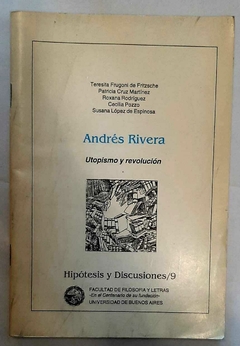 Teresita Frugoni de Fritzsche
Patricia Cruz Martínez
Roxana Rodríguez
Cecilia Pozzo
Susana López de Espinosa
Andrés Rivera
Utopismo y revolución
Hipótesis y Discusiones/9
FACULTAD DE FILOSOFIA Y LETRAS
-En el Centenario de su fundación-
UNIVERSIDAD DE BUENOS AIRES